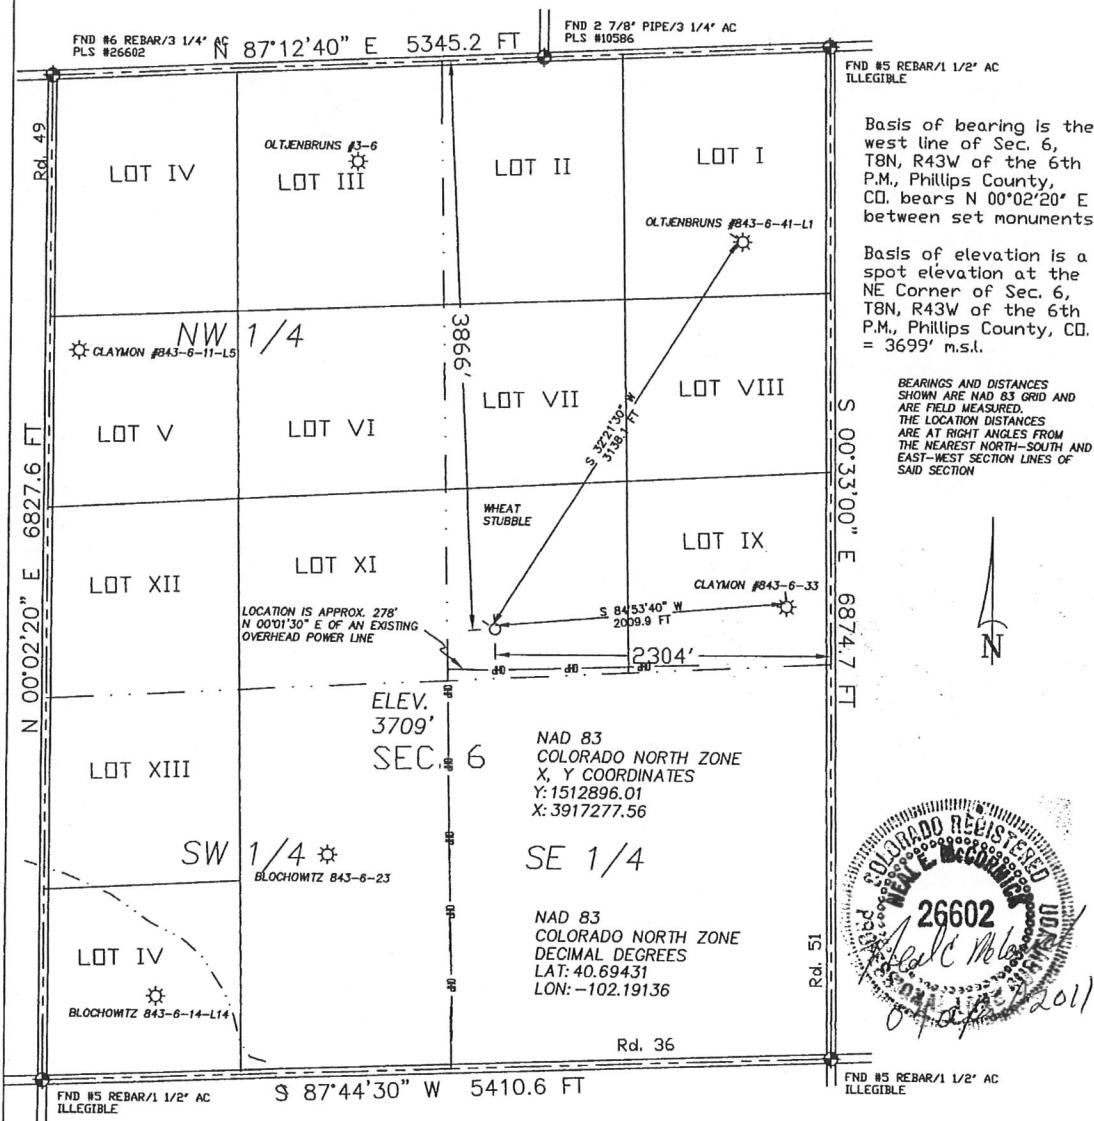 FND #6 REBAR/3 1/4" AC
PLS #26602
N 87°12'40" E 5345.2 FT
FND 2 7/8" PIPE/3 1/4" AC
PLS #10586
FND #5 REBAR/1 1/2" AC
ILLEGIBLE
Rd. 49
LOT IV
OLTJENBRUNS #3-6
LOT III
LOT II
LOT I
OLTJENBRUNS #843-6-41-L1
Basis of bearing is the
west line of Sec. 6,
T8N, R43W of the 6th
P.M., Phillips County,
CO. bears N 00°02'20" E
between set monuments
Basis of elevation is a
spot elevation at the
NE Corner of Sec. 6,
T8N, R43W of the 6th
P.M., Phillips County, CO.
= 3699' m.s.l.
BEARINGS AND DISTANCES
SHOWN ARE NAD 83 GRID AND
ARE FIELD MEASURED.
THE LOCATION DISTANCES
ARE AT RIGHT ANGLES FROM
THE NEAREST NORTH-SOUTH AND
EAST-WEST SECTION LINES OF
SAID SECTION
NW 1/4
CLAYMON #843-6-11-L5
3866'
LOT V
LOT VI
LOT VII
LOT VIII
S 32°21'30" W
3138.1 FT
N 00°02'20" E 6827.6 FT
S 00°33'00" E 6874.7 FT
WHEAT
STUBBLE
LOT XII
LOT XI
LOT IX
CLAYMON #843-6-33
LOCATION IS APPROX. 278'
N 00°01'30" E OF AN EXISTING
OVERHEAD POWER LINE
S 84°53'40" W
2009.9 FT
2304'
OHP OHP OHP
N
OHP
ELEV.
3709'
SEC. 6
OHP
LOT XIII
NAD 83
COLORADO NORTH ZONE
X, Y COORDINATES
Y: 1512896.01
X: 3917277.56
OHP
SW 1/4
BLOCHOWITZ 843-6-23
SE 1/4
OHP
NAD 83
COLORADO NORTH ZONE
DECIMAL DEGREES
LAT: 40.69431
LON: -102.19136
OHP
LOT IV
BLOCHOWITZ 843-6-14-L14
Rd. 51
COLORADO REGISTERED
NEAL E. McCORMICK
26602
2011
Rd. 36
S 87°44'30" W 5410.6 FT
FND #5 REBAR/1 1/2" AC
ILLEGIBLE
FND #5 REBAR/1 1/2" AC
ILLEGIBLE